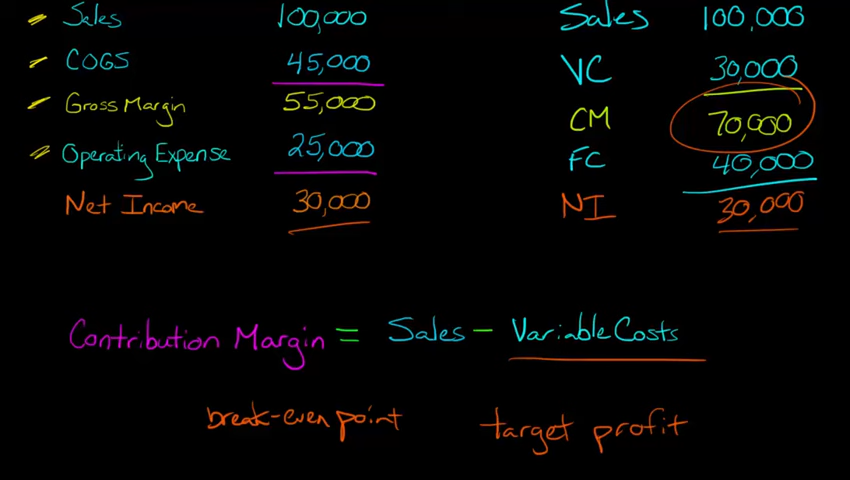 Sales 100,000
COGS 45,000
Gross Margin 55,000
Operating Expense 25,000
Net Income 30,000
Sales 100,000
VC 30,000
CM 70,000
FC 40,000
NI 30,000
Contribution Margin = Sales - Variable Costs
break-even point
target profit